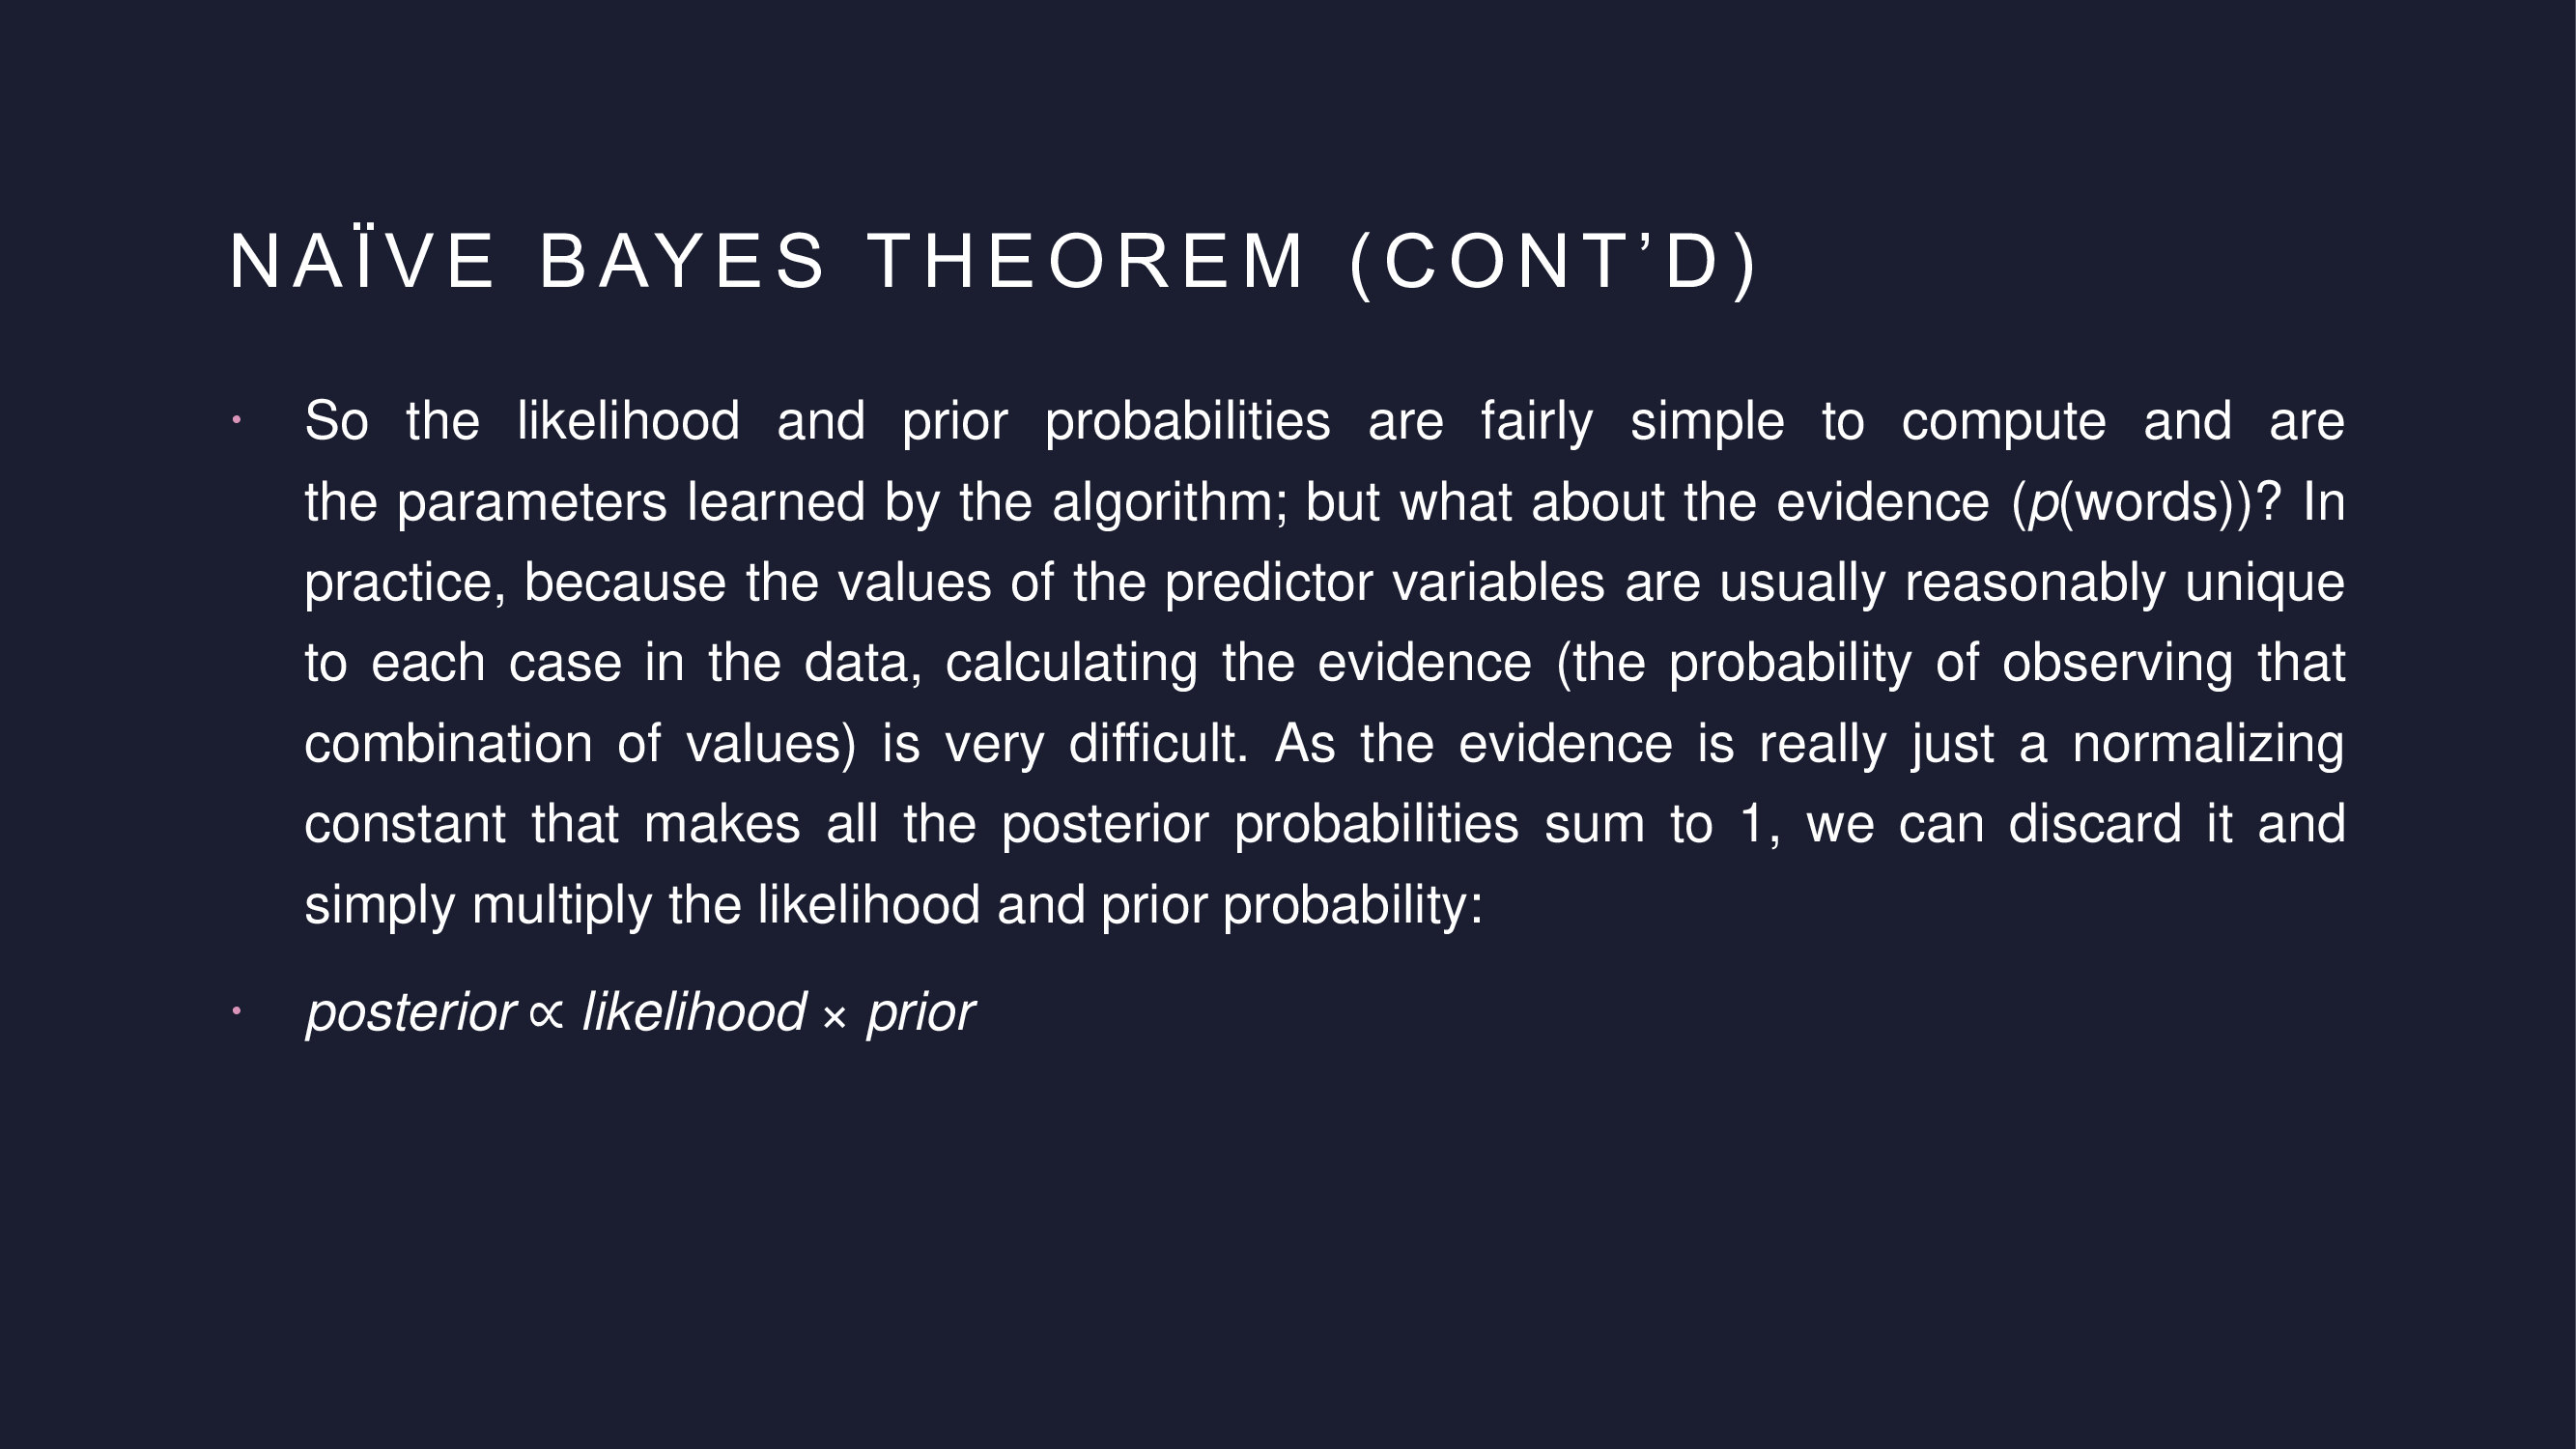 NAÏVE BAYES THEOREM (CONT’D)
• So the likelihood and prior probabilities are fairly simple to compute and are
the parameters learned by the algorithm; but what about the evidence (p(words))? In
practice, because the values of the predictor variables are usually reasonably unique
to each case in the data, calculating the evidence (the probability of observing that
combination of values) is very difficult. As the evidence is really just a normalizing
constant that makes all the posterior probabilities sum to 1, we can discard it and
simply multiply the likelihood and prior probability:
• posterior ∝ likelihood × prior